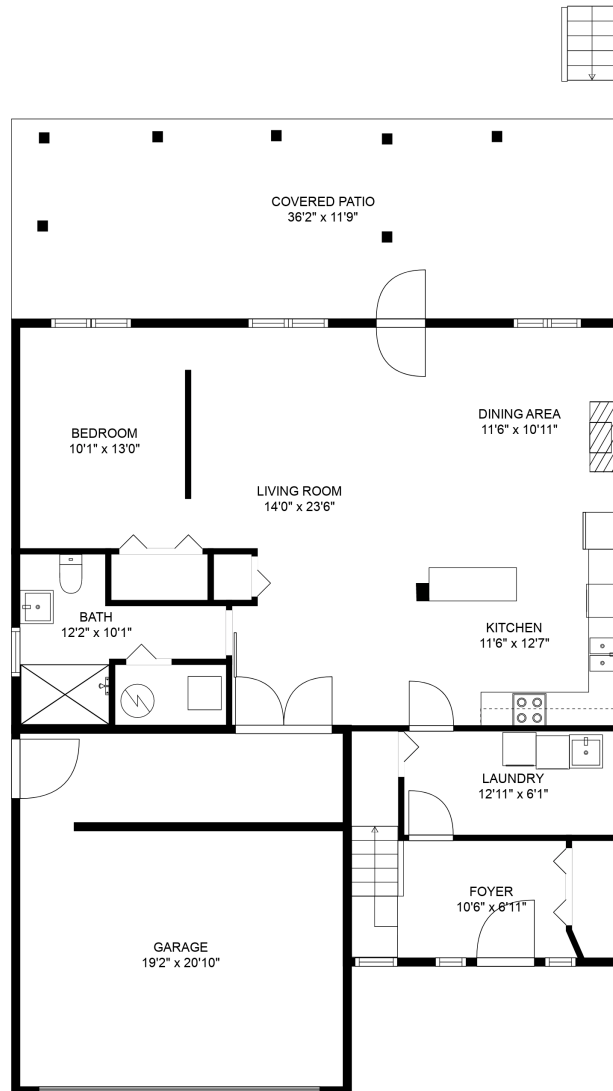 COVERED PATIO
36'2" x 11'9"
DINING AREA
11'6" x 10'11"
BEDROOM
10'1" x 13'0"
LIVING ROOM
14'0" x 23'6"
BATH
12'2" x 10'1"
KITCHEN
11'6" x 12'7"
LAUNDRY
12'11" x 6'1"
FOYER
10'6" x 6'11"
GARAGE
19'2" x 20'10"